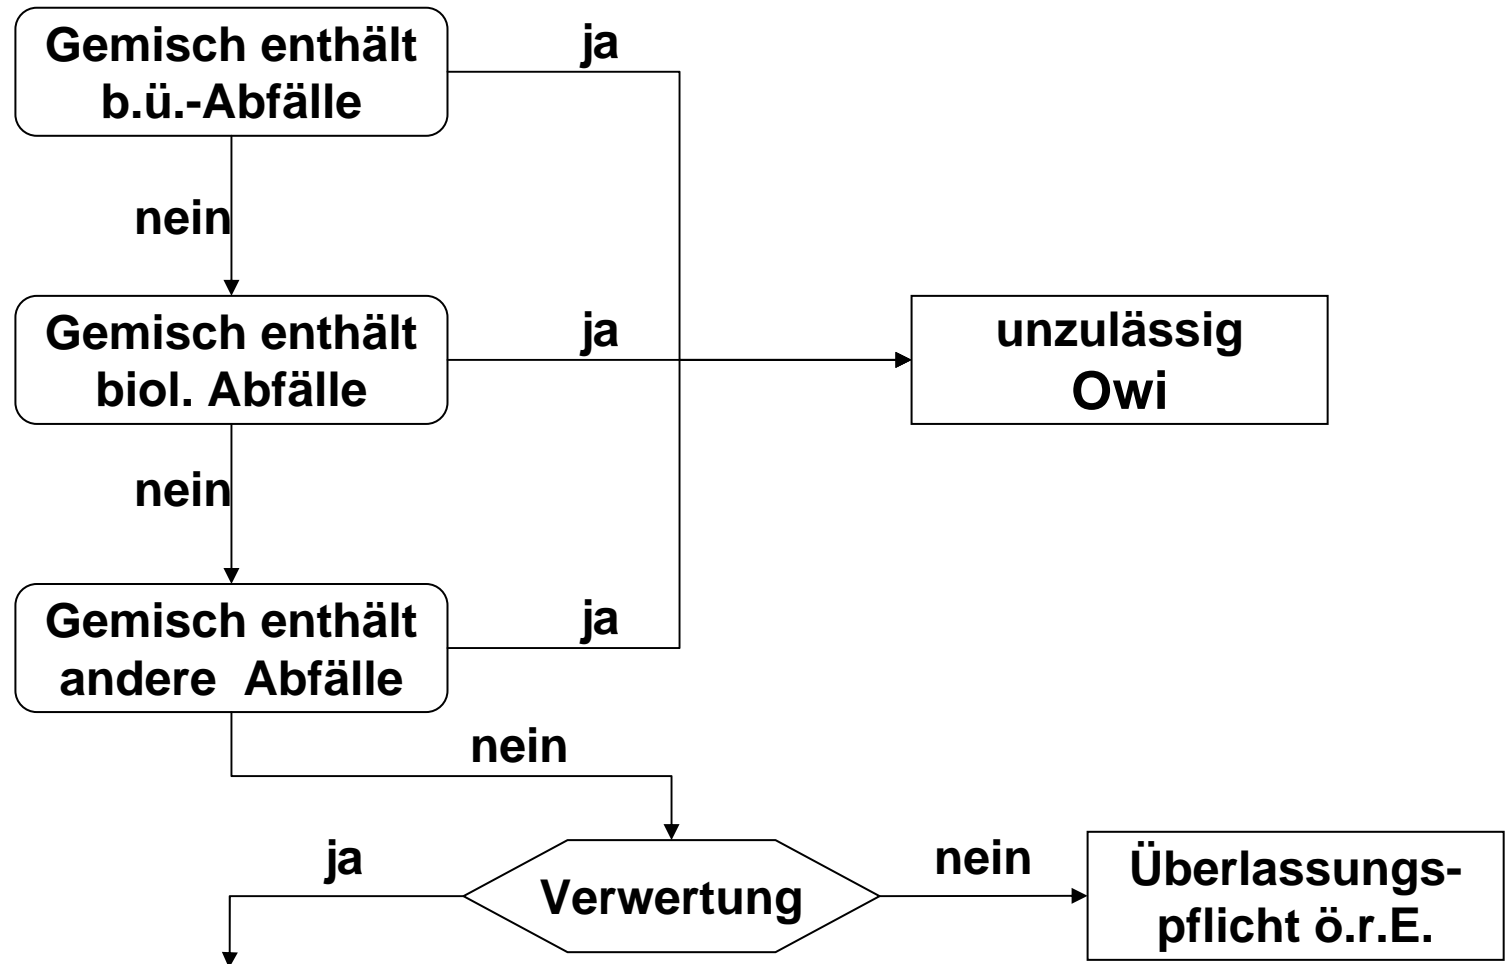 Gemisch enthält
b.ü.-Abfälle
ja
nein
Gemisch enthält
biol. Abfälle
ja
unzulässig
Owi
nein
Gemisch enthält
andere Abfälle
ja
nein
ja
Verwertung
nein
Überlassungs-
pflicht ö.r.E.